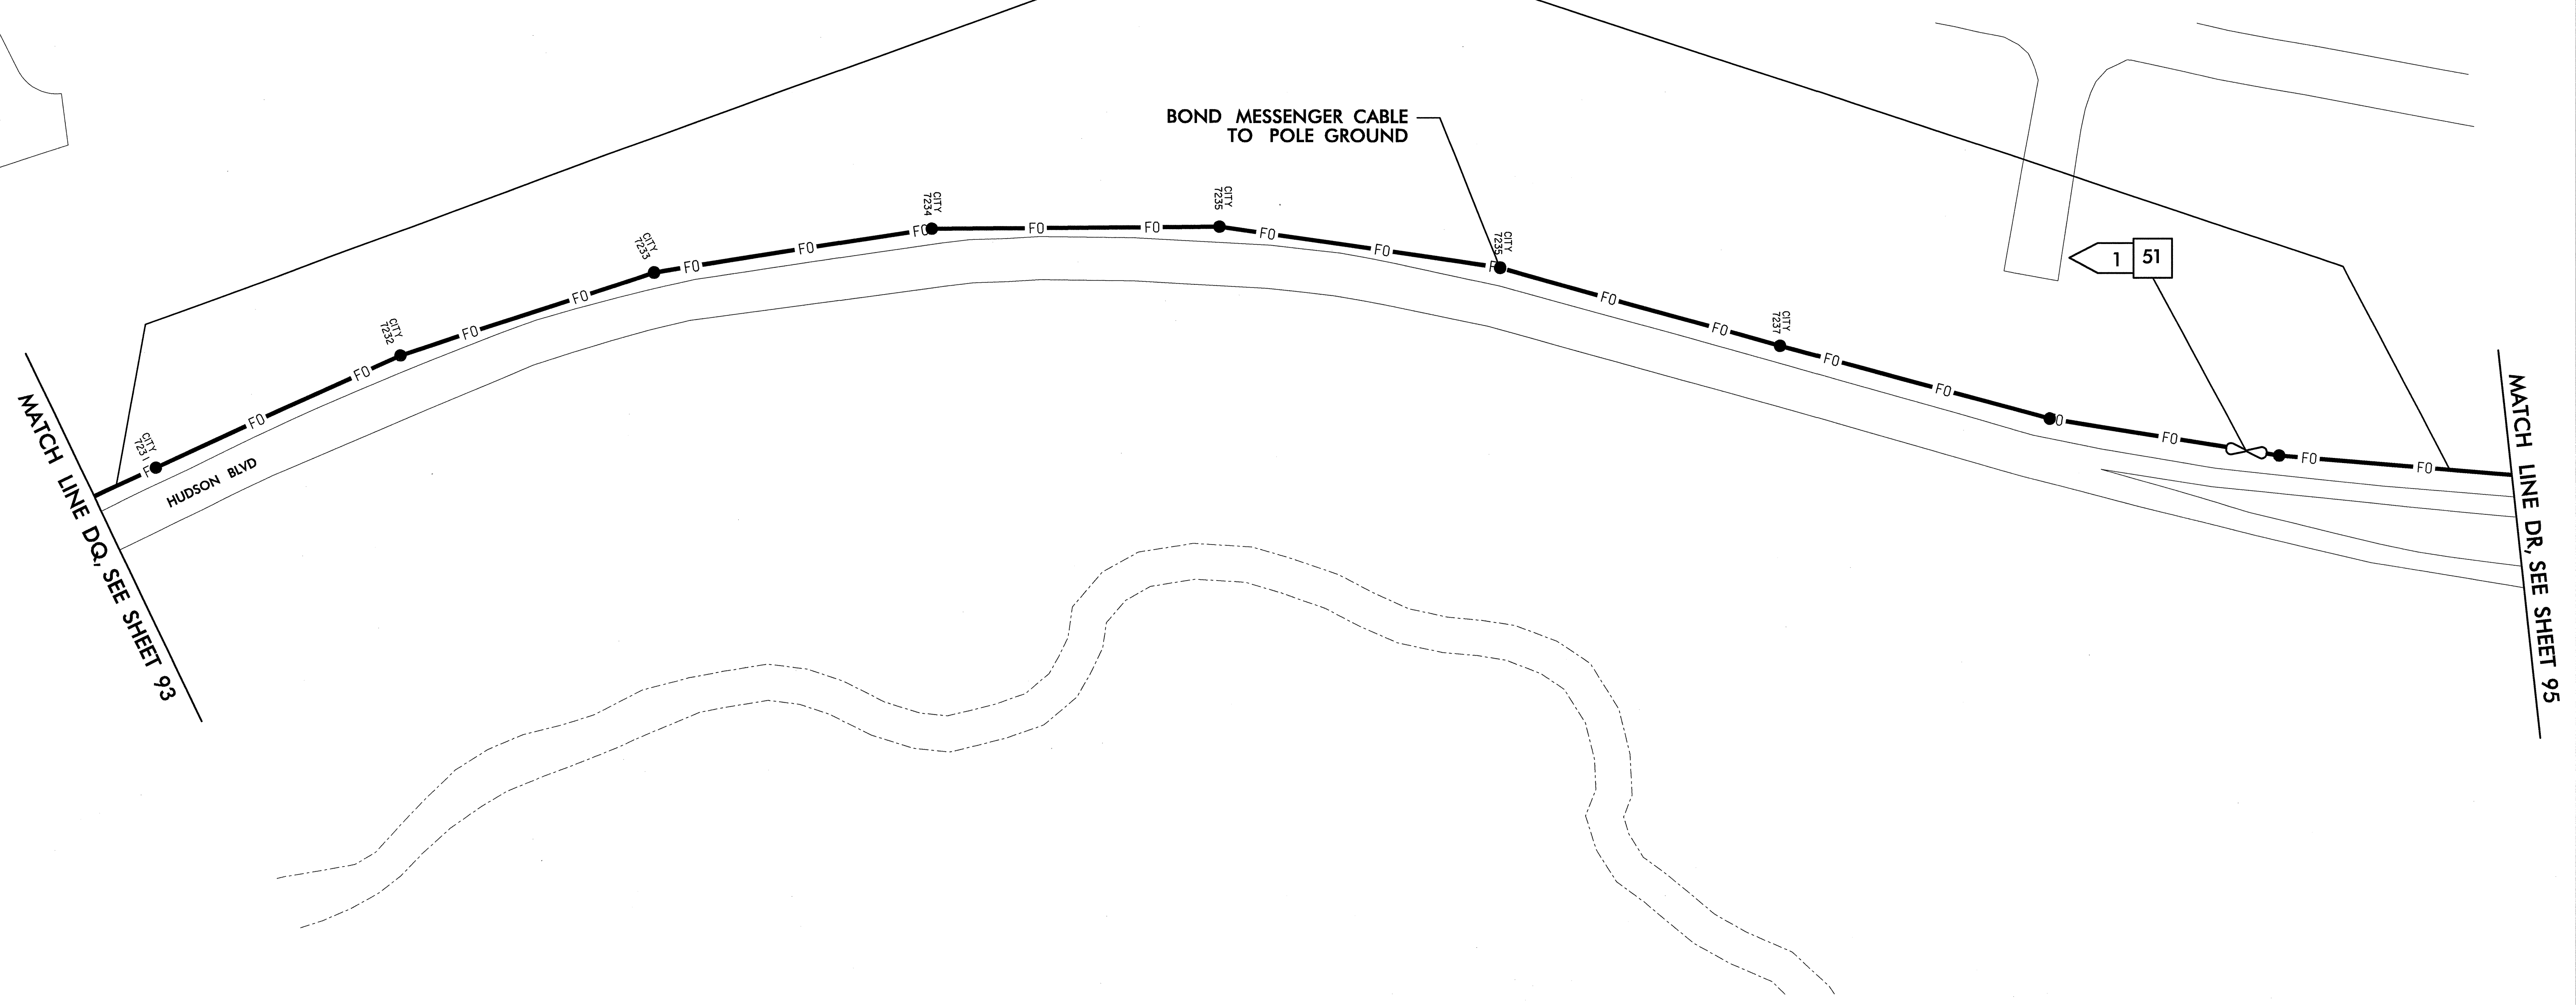 BOND MESSENGER CABLE
TO POLE GROUND
CITY
7231
CITY
7232
CITY
7233
CITY
7234
CITY
7235
CITY
7235
CITY
7237
F
FO
FO
FO
FO
FO
FO
FO
FO
FO
FO
FO
F
FO
FO
FO
FO
O
FO
FO
FO
1 51
HUDSON BLVD
MATCH LINE DQ, SEE SHEET 93
MATCH LINE DR, SEE SHEET 95